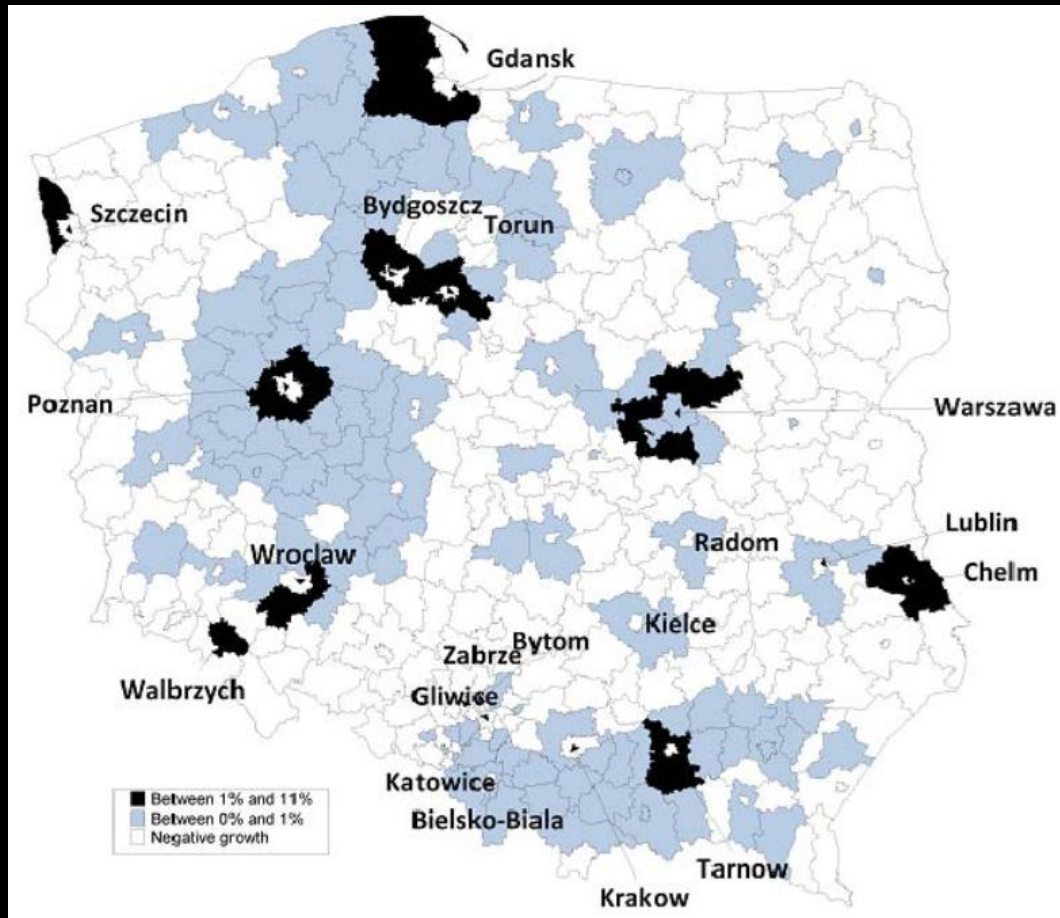 Gdansk
Szczecin
Bydgoszcz
Torun
Poznan
Warszawa
Lublin
Radom
Chelm
Wroclaw
Kielce
Bytom
Zabrze
Gliwice
Walbrzych
Katowice
Bielsko-Biala
Tarnow
Krakow
Between 1% and 11%
Between 0% and 1%
Negative growth